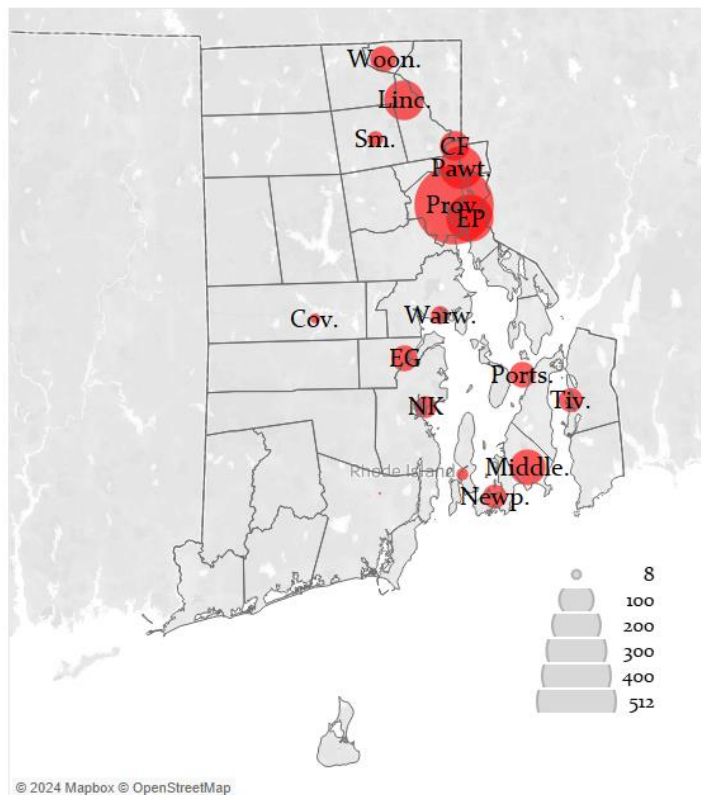 Woon.
Linc.
Sm.
CF
Pawt.
Prov.
EP
Cov.
Warw.
EG
Ports.
NK
Tiv.
Rhode Island
Middle.
Newp.
8
100
200
300
400
512
© 2024 Mapbox © OpenStreetMap